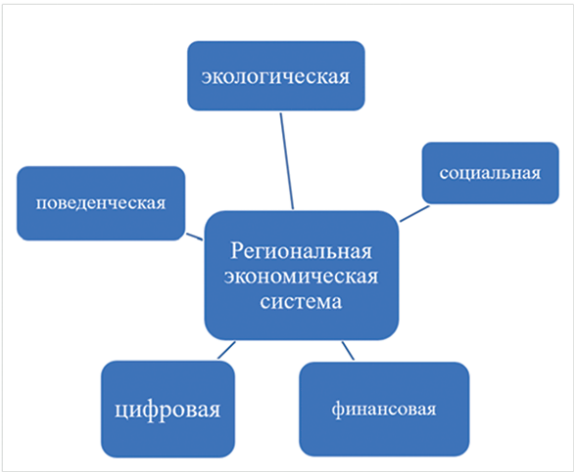 экологическая
социальная
поведенческая
Региональная
экономическая
система
цифровая
финансовая